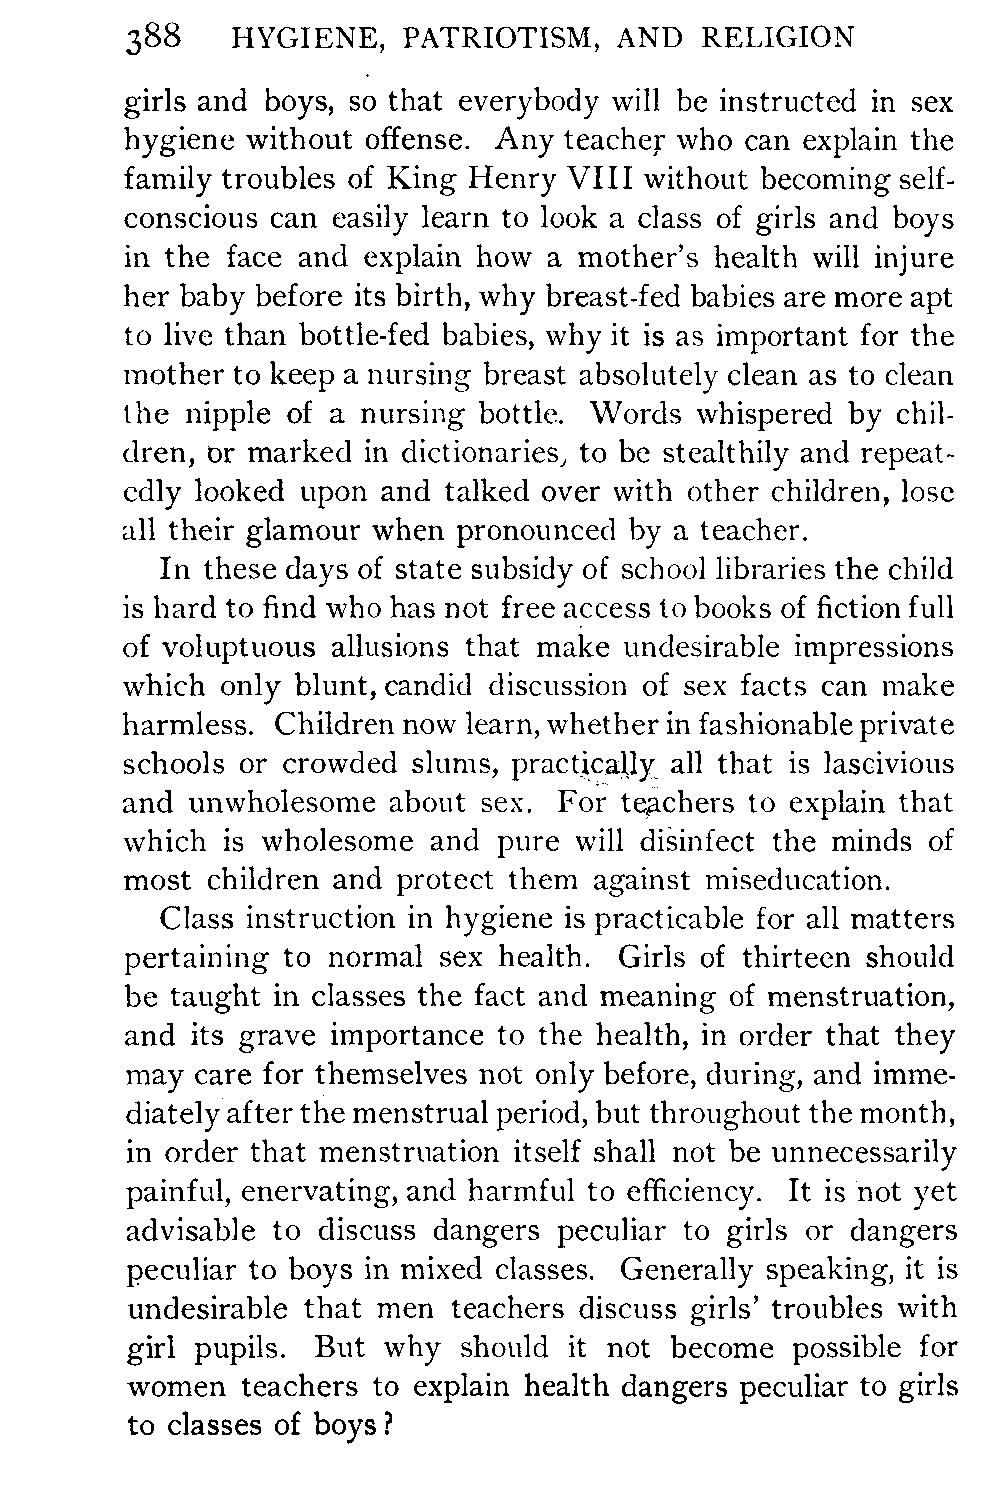 388 HYGIENE, PATRIOTISM, AND RELIGION
girls and boys, so that everybody will be instructed in sex
hygiene without offense. Any teacher who can explain the
family troubles of King Henry VIII without becoming self-
conscious can easily learn to look a class of girls and boys
in the face and explain how a mother's health will injure
her baby before its birth, why breast-fed babies are more apt
to live than bottle-fed babies, why it is as important for the
mother to keep a nursing breast absolutely clean as to clean
the nipple of a nursing bottle. Words whispered by chil-
dren, or marked in dictionaries, to be stealthily and repeat-
edly looked upon and talked over with other children, lose
all their glamour when pronounced by a teacher.
In these days of state subsidy of school libraries the child
is hard to find who has not free access to books of fiction full
of voluptuous allusions that make undesirable impressions
which only blunt, candid discussion of sex facts can make
harmless. Children now learn, whether in fashionable private
schools or crowded slums, practically all that is lascivious
and unwholesome about sex. For teachers to explain that
which is wholesome and pure will disinfect the minds of
most children and protect them against miseducation.
Class instruction in hygiene is practicable for all matters
pertaining to normal sex health. Girls of thirteen should
be taught in classes the fact and meaning of menstruation,
and its grave importance to the health, in order that they
may care for themselves not only before, during, and imme-
diately after the menstrual period, but throughout the month,
in order that menstruation itself shall not be unnecessarily
painful, enervating, and harmful to efficiency. It is not yet
advisable to discuss dangers peculiar to girls or dangers
peculiar to boys in mixed classes. Generally speaking, it is
undesirable that men teachers discuss girls' troubles with
girl pupils. But why should it not become possible for
women teachers to explain health dangers peculiar to girls
to classes of boys?